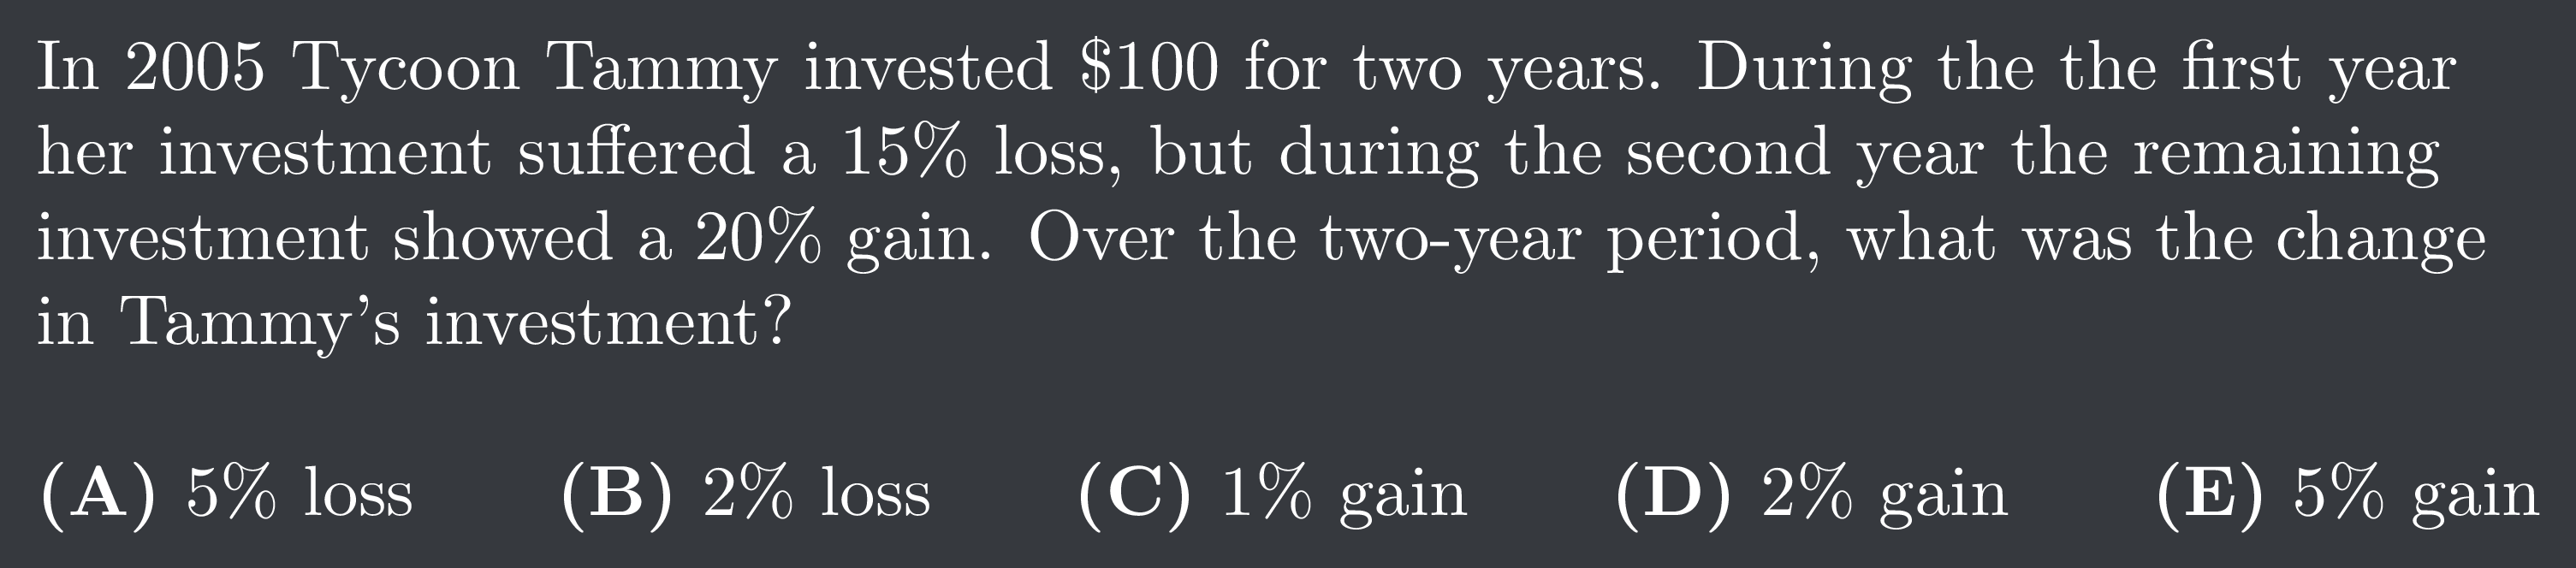 In 2005 Tycoon Tammy invested $100 for two years. During the the first year
her investment suffered a 15% loss, but during the second year the remaining
investment showed a 20% gain. Over the two-year period, what was the change
in Tammy's investment?
(A) 5% loss (B) 2% loss (C) 1% gain (D) 2% gain (E) 5% gain